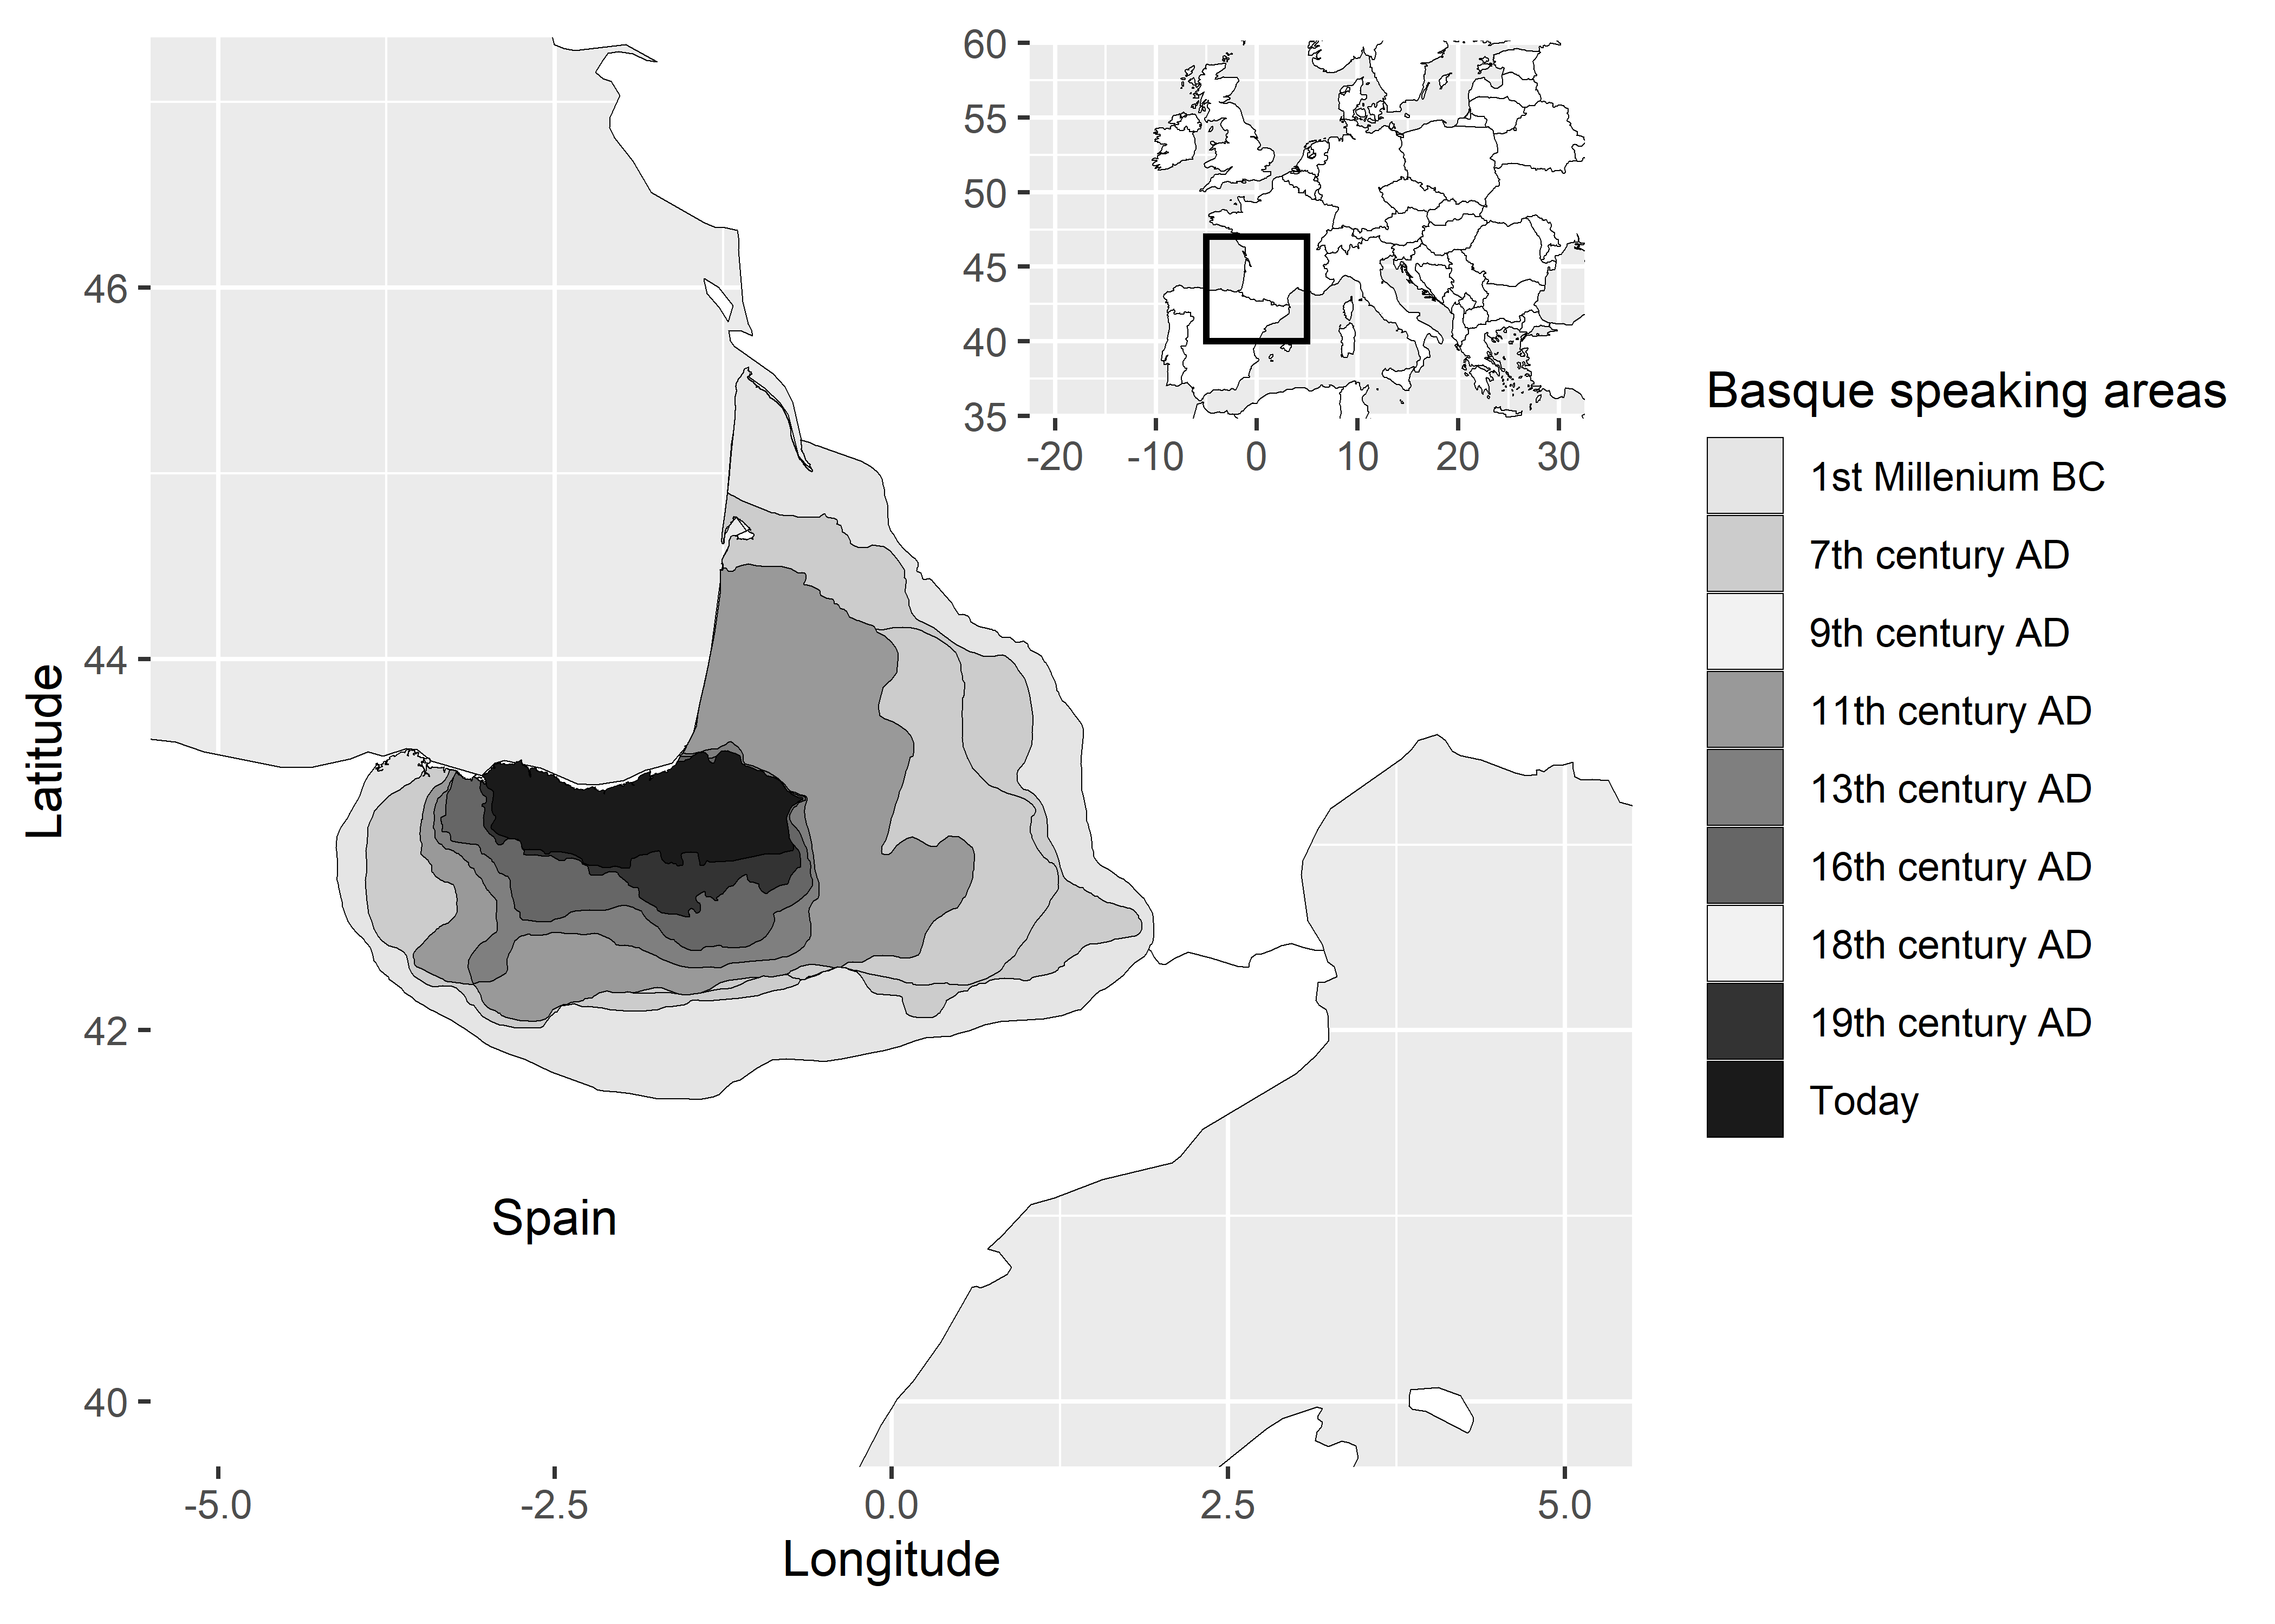 60
55
50
45
40
35
-20 -10 0 10 20 30
46
44
42
40
Latitude
Spain
-5.0 -2.5 0.0 2.5 5.0
Longitude
Basque speaking areas
1st Millenium BC
7th century AD
9th century AD
11th century AD
13th century AD
16th century AD
18th century AD
19th century AD
Today